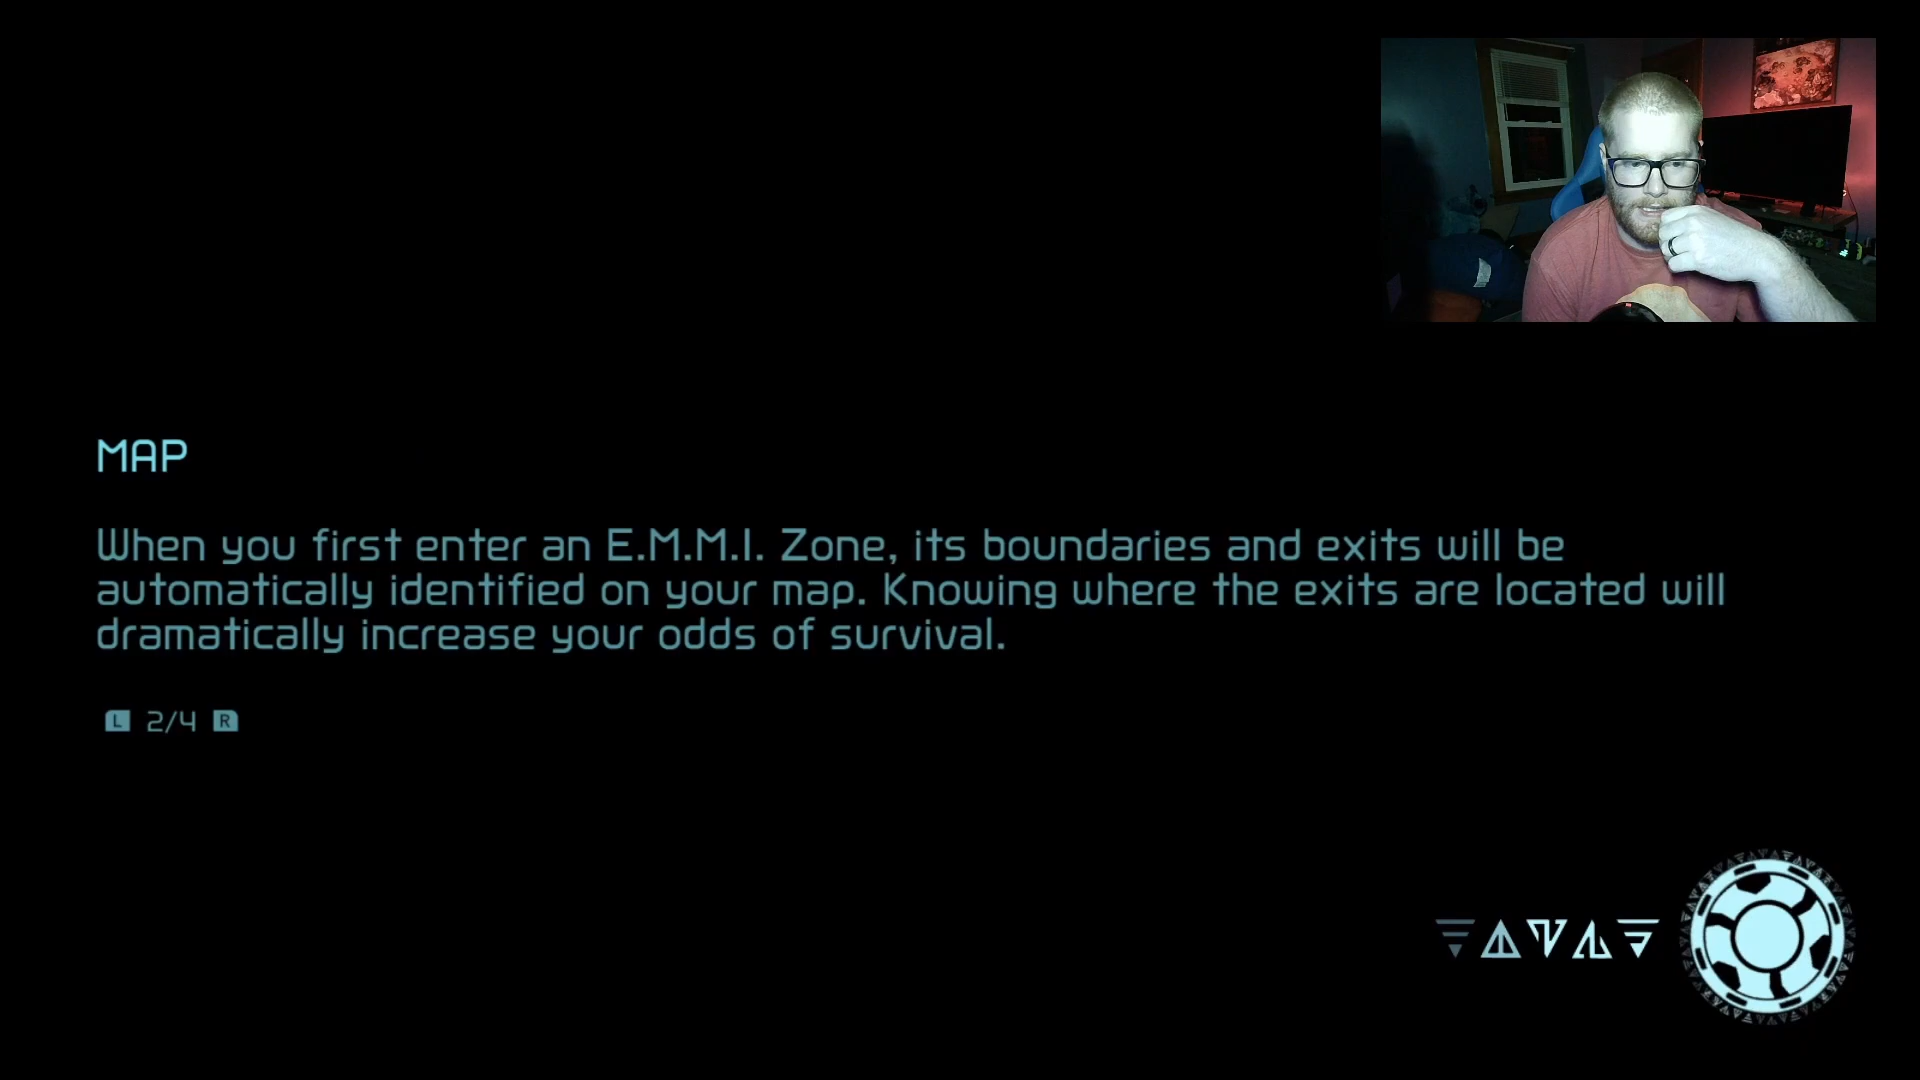 MAP
When you first enter an E.M.M.I. Zone, its boundaries and exits will be
automatically identified on your map. Knowing where the exits are located will
dramatically increase your odds of survival.
L 2/4 R